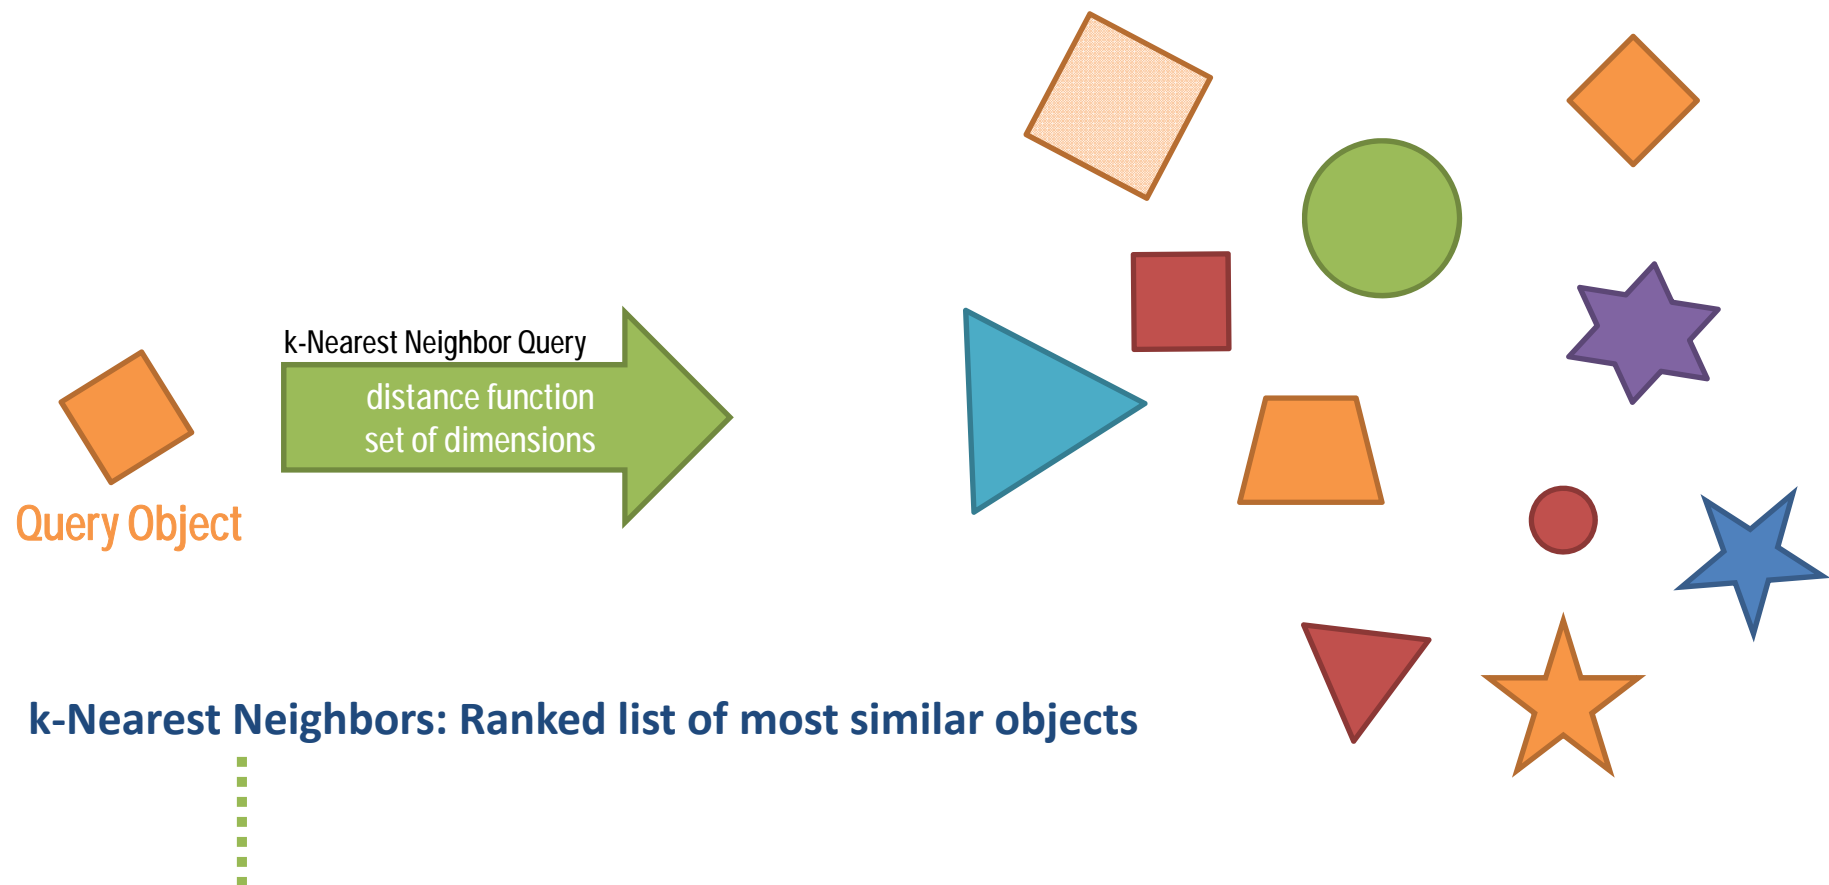 k-Nearest Neighbor Query
distance function
set of dimensions
Query Object
k-Nearest Neighbors: Ranked list of most similar objects